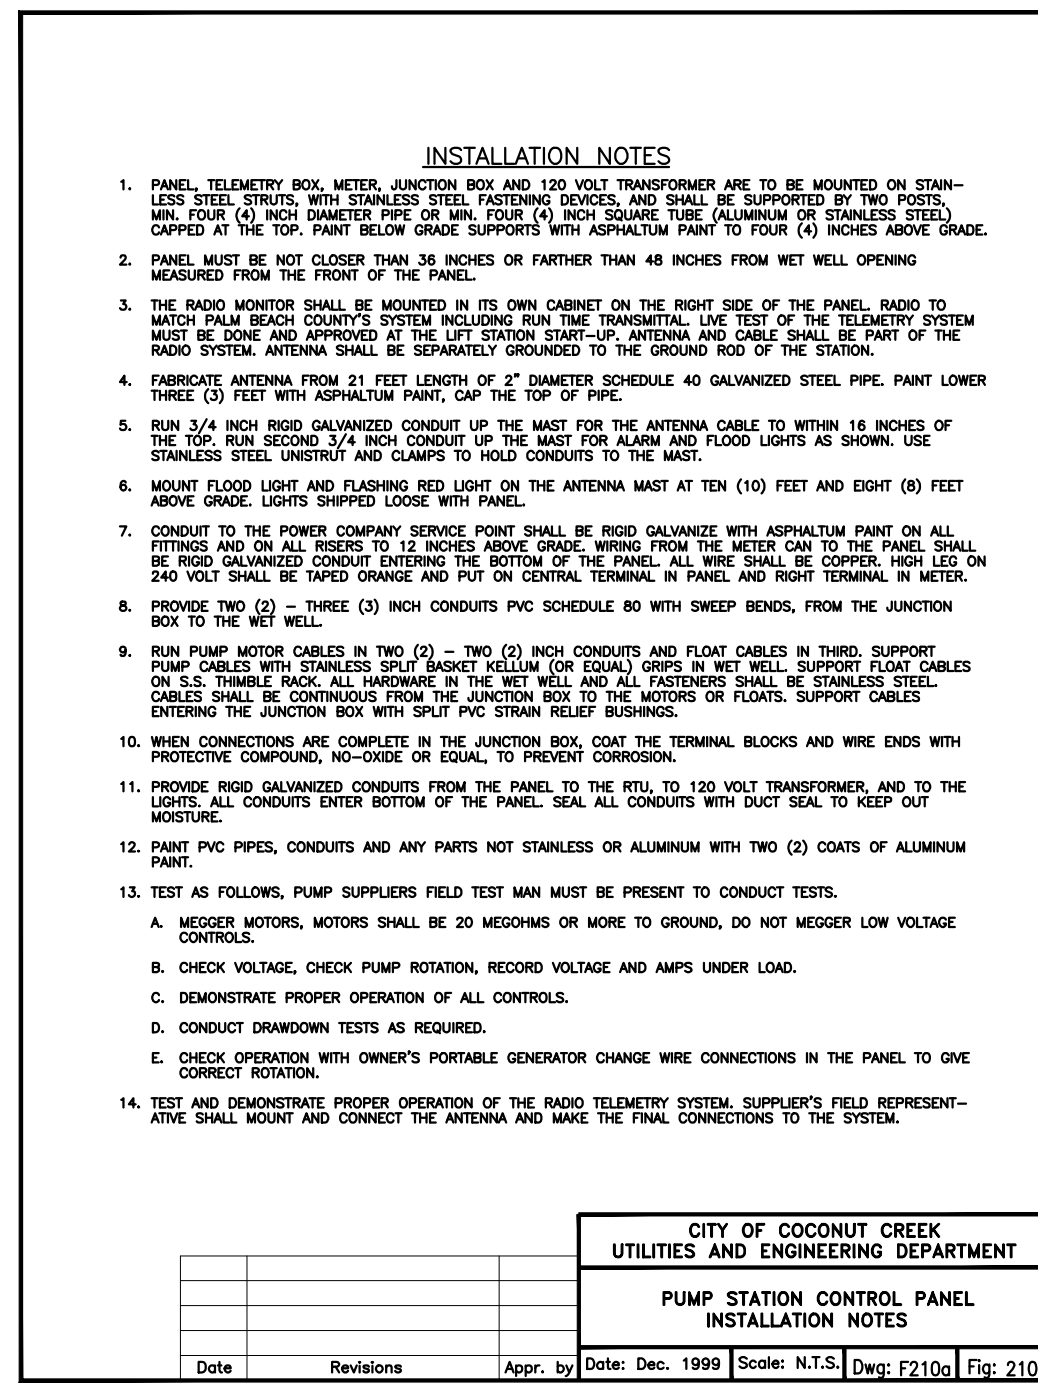 INSTALLATION NOTES
1. PANEL, TELEMETRY BOX, METER, JUNCTION BOX AND 120 VOLT TRANSFORMER ARE TO BE MOUNTED ON STAIN-
LESS STEEL STRUTS, WITH STAINLESS STEEL FASTENING DEVICES, AND SHALL BE SUPPORTED BY TWO POSTS,
MIN. FOUR (4) INCH DIAMETER PIPE OR MIN. FOUR (4) INCH SQUARE TUBE (ALUMINUM OR STAINLESS STEEL)
CAPPED AT THE TOP. PAINT BELOW GRADE SUPPORTS WITH ASPHALTUM PAINT TO FOUR (4) INCHES ABOVE GRADE.
2. PANEL MUST BE NOT CLOSER THAN 36 INCHES OR FARTHER THAN 48 INCHES FROM WET WELL OPENING
MEASURED FROM THE FRONT OF THE PANEL.
3. THE RADIO MONITOR SHALL BE MOUNTED IN ITS OWN CABINET ON THE RIGHT SIDE OF THE PANEL. RADIO TO
MATCH PALM BEACH COUNTY'S SYSTEM INCLUDING RUN TIME TRANSMITTAL. LIVE TEST OF THE TELEMETRY SYSTEM
MUST BE DONE AND APPROVED AT THE LIFT STATION START-UP. ANTENNA AND CABLE SHALL BE PART OF THE
RADIO SYSTEM. ANTENNA SHALL BE SEPARATELY GROUNDED TO THE GROUND ROD OF THE STATION.
4. FABRICATE ANTENNA FROM 21 FEET LENGTH OF 2" DIAMETER SCHEDULE 40 GALVANIZED STEEL PIPE. PAINT LOWER
THREE (3) FEET WITH ASPHALTUM PAINT, CAP THE TOP OF PIPE.
5. RUN 3/4 INCH RIGID GALVANIZED CONDUIT UP THE MAST FOR THE ANTENNA CABLE TO WITHIN 16 INCHES OF
THE TOP. RUN SECOND 3/4 INCH CONDUIT UP THE MAST FOR ALARM AND FLOOD LIGHTS AS SHOWN. USE
STAINLESS STEEL UNISTRUT AND CLAMPS TO HOLD CONDUITS TO THE MAST.
6. MOUNT FLOOD LIGHT AND FLASHING RED LIGHT ON THE ANTENNA MAST AT TEN (10) FEET AND EIGHT (8) FEET
ABOVE GRADE. LIGHTS SHIPPED LOOSE WITH PANEL.
7. CONDUIT TO THE POWER COMPANY SERVICE POINT SHALL BE RIGID GALVANIZE WITH ASPHALTUM PAINT ON ALL
FITTINGS AND ON ALL RISERS TO 12 INCHES ABOVE GRADE. WIRING FROM THE METER CAN TO THE PANEL SHALL
BE RIGID GALVANIZED CONDUIT ENTERING THE BOTTOM OF THE PANEL. ALL WIRE SHALL BE COPPER. HIGH LEG ON
240 VOLT SHALL BE TAPED ORANGE AND PUT ON CENTRAL TERMINAL IN PANEL AND RIGHT TERMINAL IN METER.
8. PROVIDE TWO (2) - THREE (3) INCH CONDUITS PVC SCHEDULE 80 WITH SWEEP BENDS, FROM THE JUNCTION
BOX TO THE WET WELL.
9. RUN PUMP MOTOR CABLES IN TWO (2) - TWO (2) INCH CONDUITS AND FLOAT CABLES IN THIRD. SUPPORT
PUMP CABLES WITH STAINLESS SPLIT BASKET KELLUM (OR EQUAL) GRIPS IN WET WELL. SUPPORT FLOAT CABLES
ON S.S. THIMBLE RACK. ALL HARDWARE IN THE WET WELL AND ALL FASTENERS SHALL BE STAINLESS STEEL.
CABLES SHALL BE CONTINUOUS FROM THE JUNCTION BOX TO THE MOTORS OR FLOATS. SUPPORT CABLES
ENTERING THE JUNCTION BOX WITH SPLIT PVC STRAIN RELIEF BUSHINGS.
10. WHEN CONNECTIONS ARE COMPLETE IN THE JUNCTION BOX, COAT THE TERMINAL BLOCKS AND WIRE ENDS WITH
PROTECTIVE COMPOUND, NO-OXIDE OR EQUAL, TO PREVENT CORROSION.
11. PROVIDE RIGID GALVANIZED CONDUITS FROM THE PANEL TO THE RTU, TO 120 VOLT TRANSFORMER, AND TO THE
LIGHTS. ALL CONDUITS ENTER BOTTOM OF THE PANEL. SEAL ALL CONDUITS WITH DUCT SEAL TO KEEP OUT
MOISTURE.
12. PAINT PVC PIPES, CONDUITS AND ANY PARTS NOT STAINLESS OR ALUMINUM WITH TWO (2) COATS OF ALUMINUM
PAINT.
13. TEST AS FOLLOWS, PUMP SUPPLIERS FIELD TEST MAN MUST BE PRESENT TO CONDUCT TESTS.
A. MEGGER MOTORS, MOTORS SHALL BE 20 MEGOHMS OR MORE TO GROUND, DO NOT MEGGER LOW VOLTAGE
CONTROLS.
B. CHECK VOLTAGE, CHECK PUMP ROTATION, RECORD VOLTAGE AND AMPS UNDER LOAD.
C. DEMONSTRATE PROPER OPERATION OF ALL CONTROLS.
D. CONDUCT DRAWDOWN TESTS AS REQUIRED.
E. CHECK OPERATION WITH OWNER'S PORTABLE GENERATOR CHANGE WIRE CONNECTIONS IN THE PANEL TO GIVE
CORRECT ROTATION.
14. TEST AND DEMONSTRATE PROPER OPERATION OF THE RADIO TELEMETRY SYSTEM. SUPPLIER'S FIELD REPRESENT-
ATIVE SHALL MOUNT AND CONNECT THE ANTENNA AND MAKE THE FINAL CONNECTIONS TO THE SYSTEM.
CITY OF COCONUT CREEK
UTILITIES AND ENGINEERING DEPARTMENT
PUMP STATION CONTROL PANEL
INSTALLATION NOTES
Date Revisions Appr. by Date: Dec. 1999 Scale: N.T.S. Dwg: F210a Fig: 210